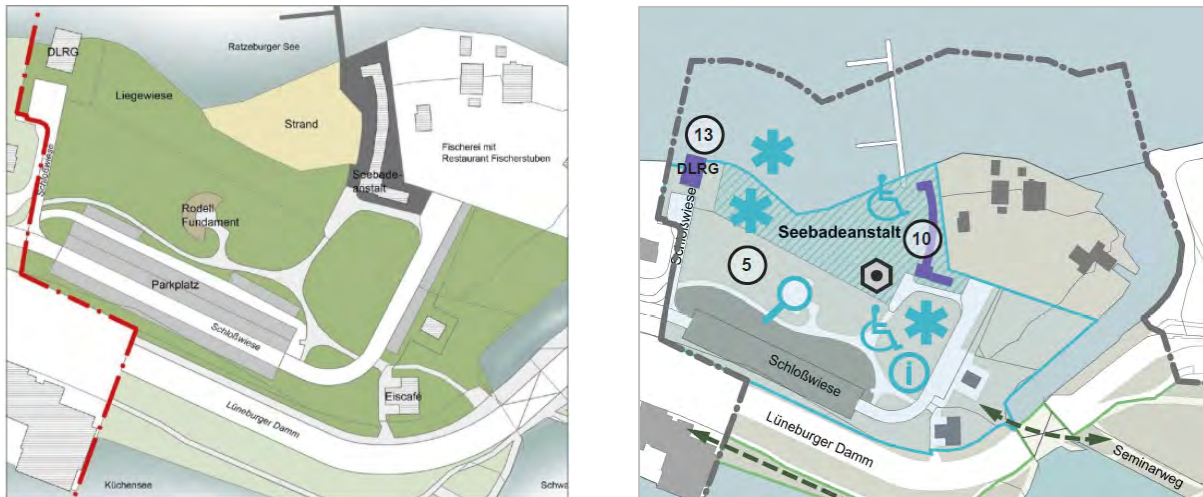 DLRG
Ratzeburger See
Liegewiese
Strand
Fischerei mit
Restaurant Fischerstuben
Schloßwiese
Seebade-
anstalt
Rodell
Fundament
Parkplatz
Schloßwiese
Eiscafé
Lüneburger Damm
Küchensee
Schwa
13
DLRG
Schloßwiese
Seebadeanstalt
10
5
i
Schloßwiese
Lüneburger Damm
Seminarweg